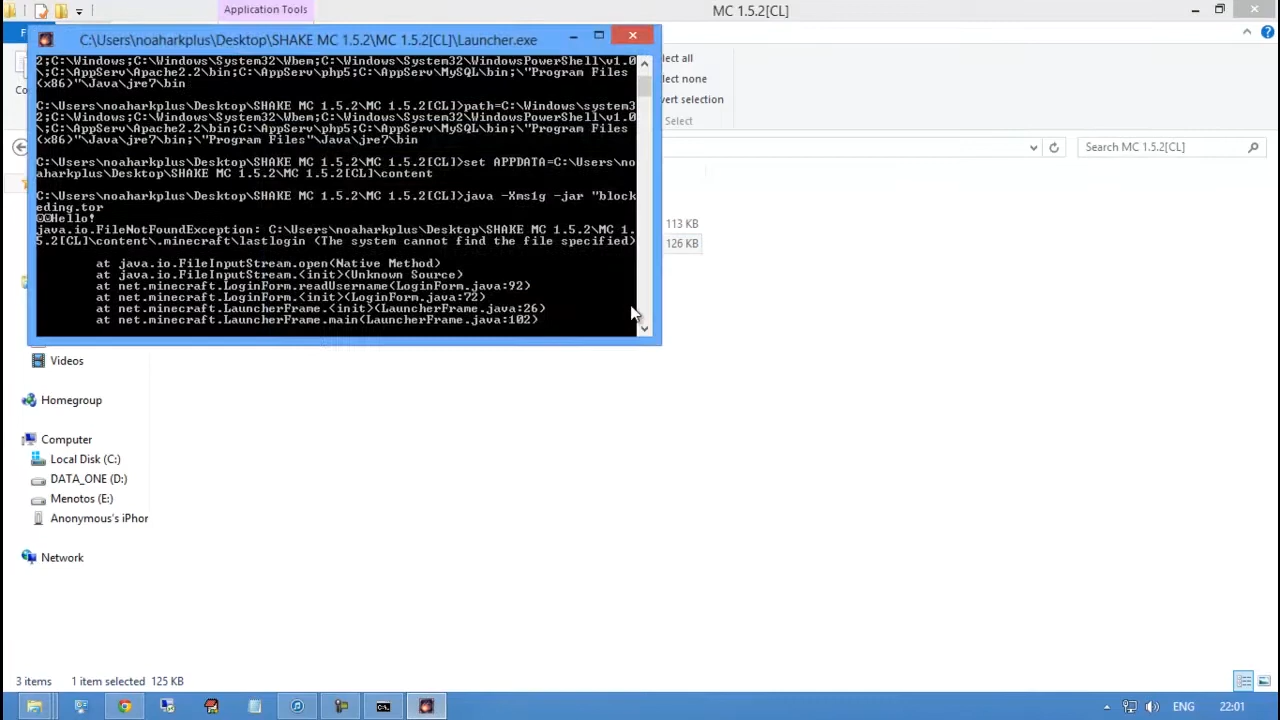 Application Tools
MC 1.5.2[CL]
C:\Users\noaharkplus\Desktop\SHAKE MC 1.5.2\MC 1.5.2[CL]\Launcher.exe
2;C:\Windows;C:\Windows\System32\Wbem;C:\Windows\System32\WindowsPowerShell\v1.0
\;C:\AppServ\Apache2.2\bin;C:\AppServ\php5;C:\AppServ\MySQL\bin;\"Program Files
(x86)"\Java\jre7\bin
C:\Users\noaharkplus\Desktop\SHAKE MC 1.5.2\MC 1.5.2[CL]>path=C:\Windows\system3
2;C:\Windows;C:\Windows\System32\Wbem;C:\Windows\System32\WindowsPowerShell\v1.0
\;C:\AppServ\Apache2.2\bin;C:\AppServ\php5;C:\AppServ\MySQL\bin;\"Program Files
(x86)"\Java\jre7\bin;\"Program Files"\Java\jre7\bin
C:\Users\noaharkplus\Desktop\SHAKE MC 1.5.2\MC 1.5.2[CL]>set APPDATA=C:\Users\no
aharkplus\Desktop\SHAKE MC 1.5.2\MC 1.5.2[CL]\content
C:\Users\noaharkplus\Desktop\SHAKE MC 1.5.2\MC 1.5.2[CL]>java -Xms1g -jar "block
eding.tor
☺☺Hello!
java.io.FileNotFoundException: C:\Users\noaharkplus\Desktop\SHAKE MC 1.5.2\MC 1.
5.2[CL]\content\.minecraft\lastlogin (The system cannot find the file specified)
at java.io.FileInputStream.open(Native Method)
at java.io.FileInputStream.<init>(Unknown Source)
at net.minecraft.LoginForm.readUsername(LoginForm.java:92)
at net.minecraft.LoginForm.<init>(LoginForm.java:72)
at net.minecraft.LauncherFrame.<init>(LauncherFrame.java:26)
at net.minecraft.LauncherFrame.main(LauncherFrame.java:102)
F
Co
lect all
lect none
vert selection
Select
Search MC 1.5.2[CL]
113 KB
126 KB
Videos
Homegroup
Computer
Local Disk (C:)
DATA_ONE (D:)
Menotos (E:)
Anonymous's iPhor
Network
3 items 1 item selected 125 KB
ENG 22:01